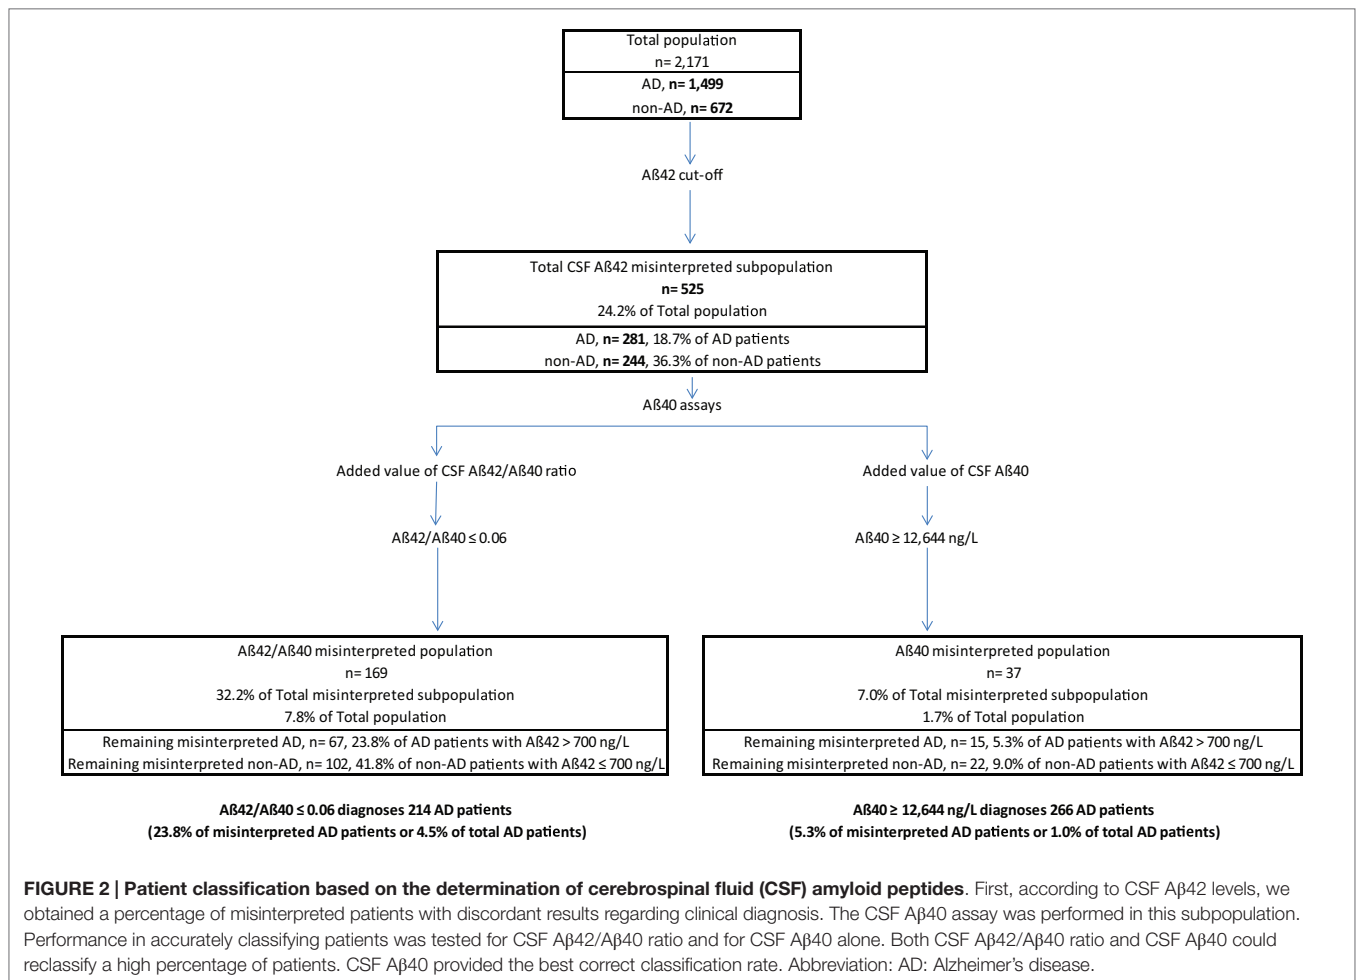 Total population
n= 2,171
AD, n= 1,499
non-AD, n= 672
Aß42 cut-off
Total CSF Aß42 misinterpreted subpopulation
n= 525
24.2% of Total population
AD, n= 281, 18.7% of AD patients
non-AD, n= 244, 36.3% of non-AD patients
Aß40 assays
Added value of CSF Aß42/Aß40 ratio
Added value of CSF Aß40
Aß42/Aß40 ≤ 0.06
Aß40 ≥ 12,644 ng/L
Aß42/Aß40 misinterpreted population
n= 169
32.2% of Total misinterpreted subpopulation
7.8% of Total population
Remaining misinterpreted AD, n= 67, 23.8% of AD patients with Aß42 > 700 ng/L
Remaining misinterpreted non-AD, n= 102, 41.8% of non-AD patients with Aß42 ≤ 700 ng/L
Aß40 misinterpreted population
n= 37
7.0% of Total misinterpreted subpopulation
1.7% of Total population
Remaining misinterpreted AD, n= 15, 5.3% of AD patients with Aß42 > 700 ng/L
Remaining misinterpreted non-AD, n= 22, 9.0% of non-AD patients with Aß42 ≤ 700 ng/L
Aß42/Aß40 ≤ 0.06 diagnoses 214 AD patients
(23.8% of misinterpreted AD patients or 4.5% of total AD patients)
Aß40 ≥ 12,644 ng/L diagnoses 266 AD patients
(5.3% of misinterpreted AD patients or 1.0% of total AD patients)
FIGURE 2 | Patient classification based on the determination of cerebrospinal fluid (CSF) amyloid peptides. First, according to CSF Aβ42 levels, we
obtained a percentage of misinterpreted patients with discordant results regarding clinical diagnosis. The CSF Aβ40 assay was performed in this subpopulation.
Performance in accurately classifying patients was tested for CSF Aβ42/Aβ40 ratio and for CSF Aβ40 alone. Both CSF Aβ42/Aβ40 ratio and CSF Aβ40 could
reclassify a high percentage of patients. CSF Aβ40 provided the best correct classification rate. Abbreviation: AD: Alzheimer's disease.